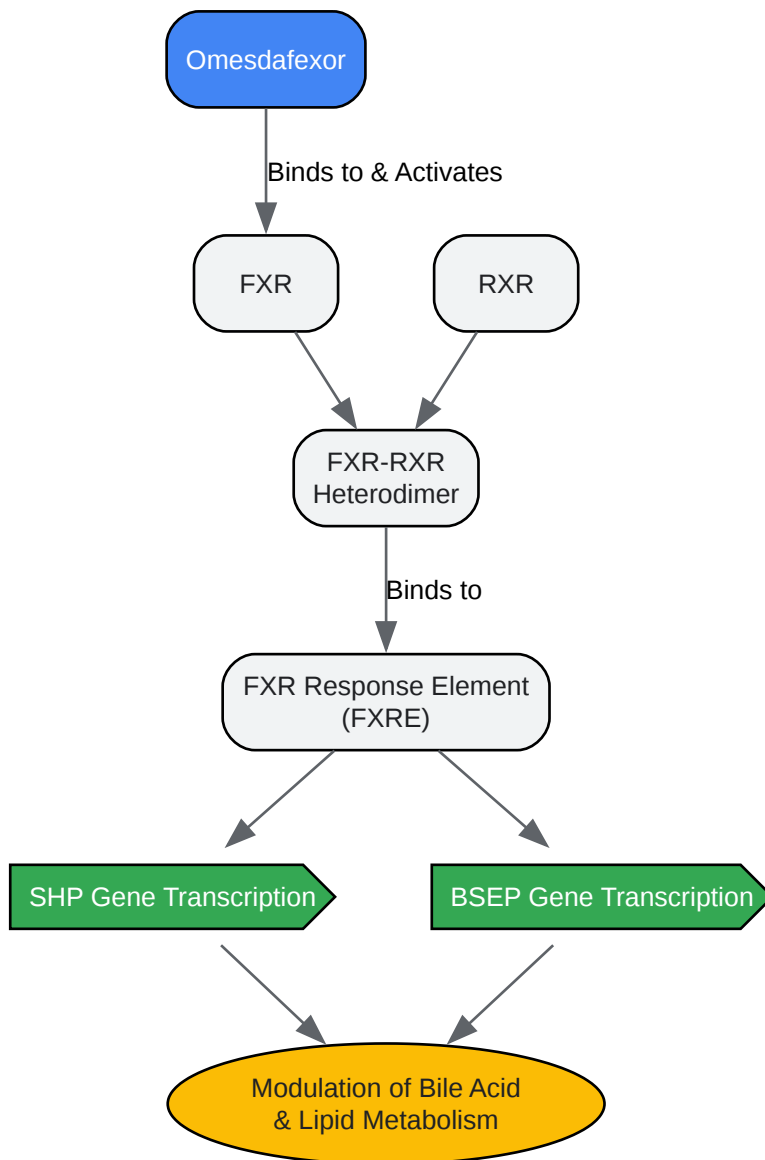 Omesdafexor
Binds to & Activates
FXR
RXR
FXR-RXR
Heterodimer
Binds to
FXR Response Element
(FXRE)
SHP Gene Transcription
BSEP Gene Transcription
Modulation of Bile Acid
& Lipid Metabolism